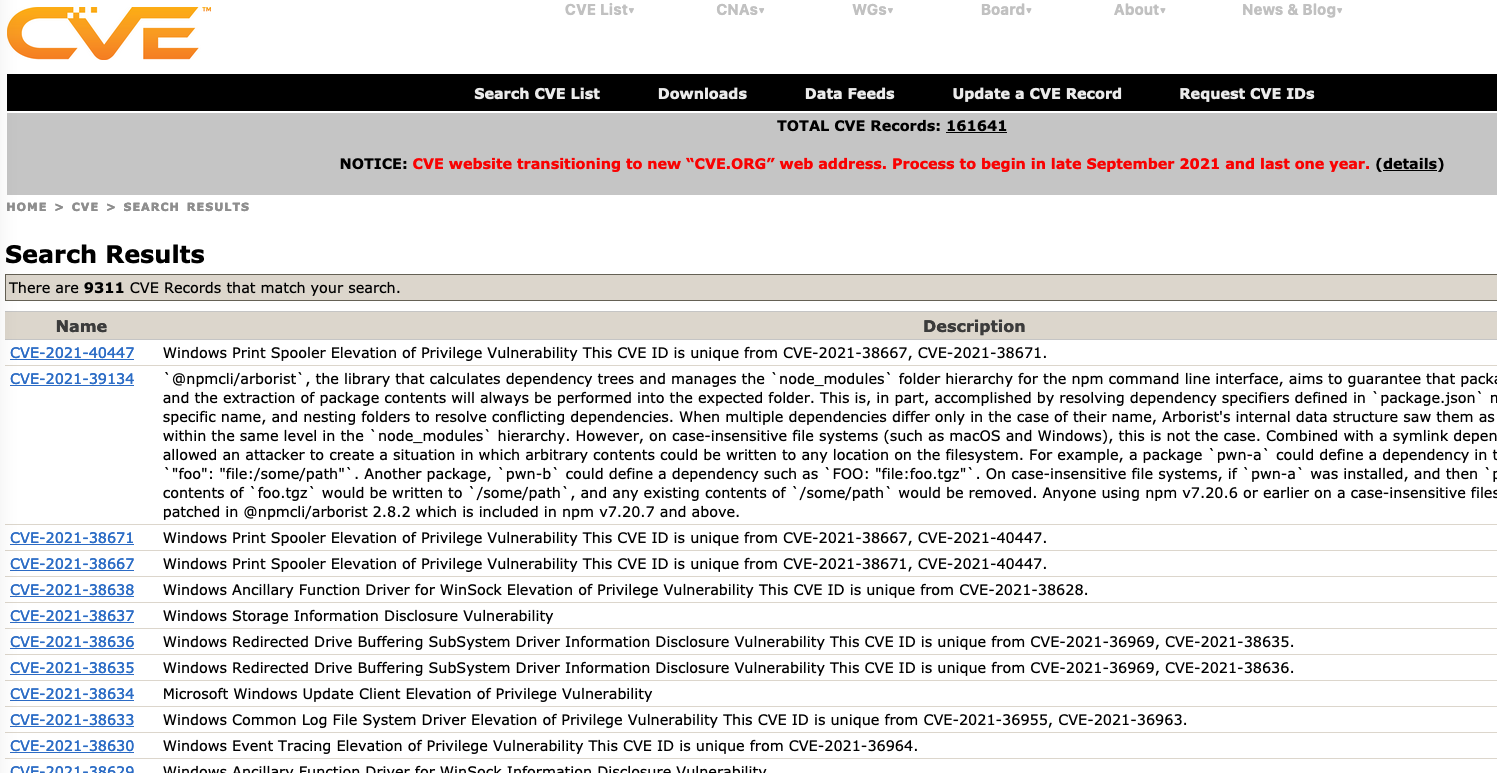 CVE™
CVE List▾ CNAs▾ WGs▾ Board▾ About▾ News & Blog▾
Search CVE List Downloads Data Feeds Update a CVE Record Request CVE IDs
TOTAL CVE Records: 161641
NOTICE: CVE website transitioning to new “CVE.ORG” web address. Process to begin in late September 2021 and last one year. (details)
HOME > CVE > SEARCH RESULTS
Search Results
There are 9311 CVE Records that match your search.
Name Description
CVE-2021-40447 Windows Print Spooler Elevation of Privilege Vulnerability This CVE ID is unique from CVE-2021-38667, CVE-2021-38671.
CVE-2021-39134 `@npmcli/arborist`, the library that calculates dependency trees and manages the `node_modules` folder hierarchy for the npm command line interface, aims to guarantee that
and the extraction of package contents will always be performed into the expected folder. This is, in part, accomplished by resolving dependency specifiers defined in `package.json`
specific name, and nesting folders to resolve conflicting dependencies. When multiple dependencies differ only in the case of their name, Arborist's internal data structure saw them as
within the same level in the `node_modules` hierarchy. However, on case-insensitive file systems (such as macOS and Windows), this is not the case. Combined with a symlink
allowed an attacker to create a situation in which arbitrary contents could be written to any location on the filesystem. For example, a package `pwn-a` could define a dependency in
`"foo": "file:/some/path"`. Another package, `pwn-b` could define a dependency such as `FOO: "file:foo.tgz"`. On case-insensitive file systems, if `pwn-a` was installed, and then
contents of `foo.tgz` would be written to `/some/path`, and any existing contents of `/some/path` would be removed. Anyone using npm v7.20.6 or earlier on a case-insensitive
patched in @npmcli/arborist 2.8.2 which is included in npm v7.20.7 and above.
CVE-2021-38671 Windows Print Spooler Elevation of Privilege Vulnerability This CVE ID is unique from CVE-2021-38667, CVE-2021-40447.
CVE-2021-38667 Windows Print Spooler Elevation of Privilege Vulnerability This CVE ID is unique from CVE-2021-38671, CVE-2021-40447.
CVE-2021-38638 Windows Ancillary Function Driver for WinSock Elevation of Privilege Vulnerability This CVE ID is unique from CVE-2021-38628.
CVE-2021-38637 Windows Storage Information Disclosure Vulnerability
CVE-2021-38636 Windows Redirected Drive Buffering SubSystem Driver Information Disclosure Vulnerability This CVE ID is unique from CVE-2021-36969, CVE-2021-38635.
CVE-2021-38635 Windows Redirected Drive Buffering SubSystem Driver Information Disclosure Vulnerability This CVE ID is unique from CVE-2021-36969, CVE-2021-38636.
CVE-2021-38634 Microsoft Windows Update Client Elevation of Privilege Vulnerability
CVE-2021-38633 Windows Common Log File System Driver Elevation of Privilege Vulnerability This CVE ID is unique from CVE-2021-36955, CVE-2021-36963.
CVE-2021-38630 Windows Event Tracing Elevation of Privilege Vulnerability This CVE ID is unique from CVE-2021-36964.
CVE-2021-38629 Windows Ancillary Function Driver for WinSock Information Disclosure Vulnerability